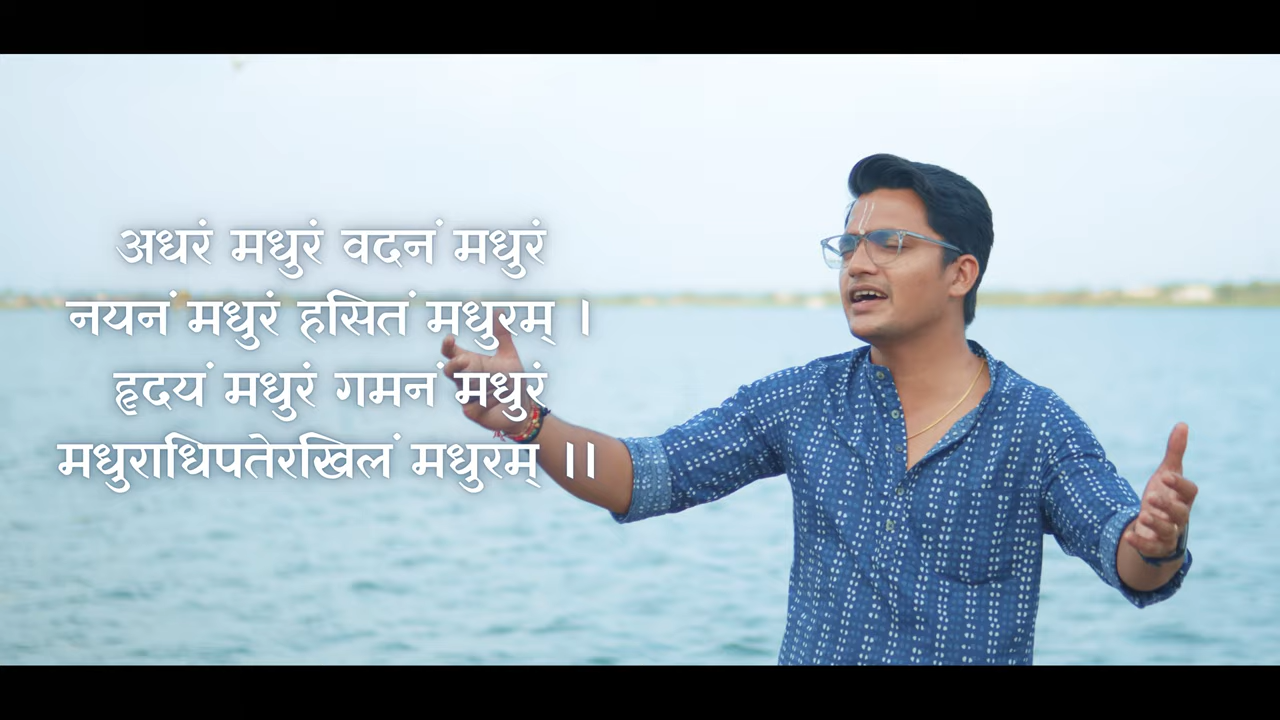 अधरं मधुरं वदनं मधुरं
नयनं मधुरं हसितं मधुरम् ।
हृदयं मधुरं गमनं मधुरं
मधुराधिपतेरखिलं मधुरम् ।।